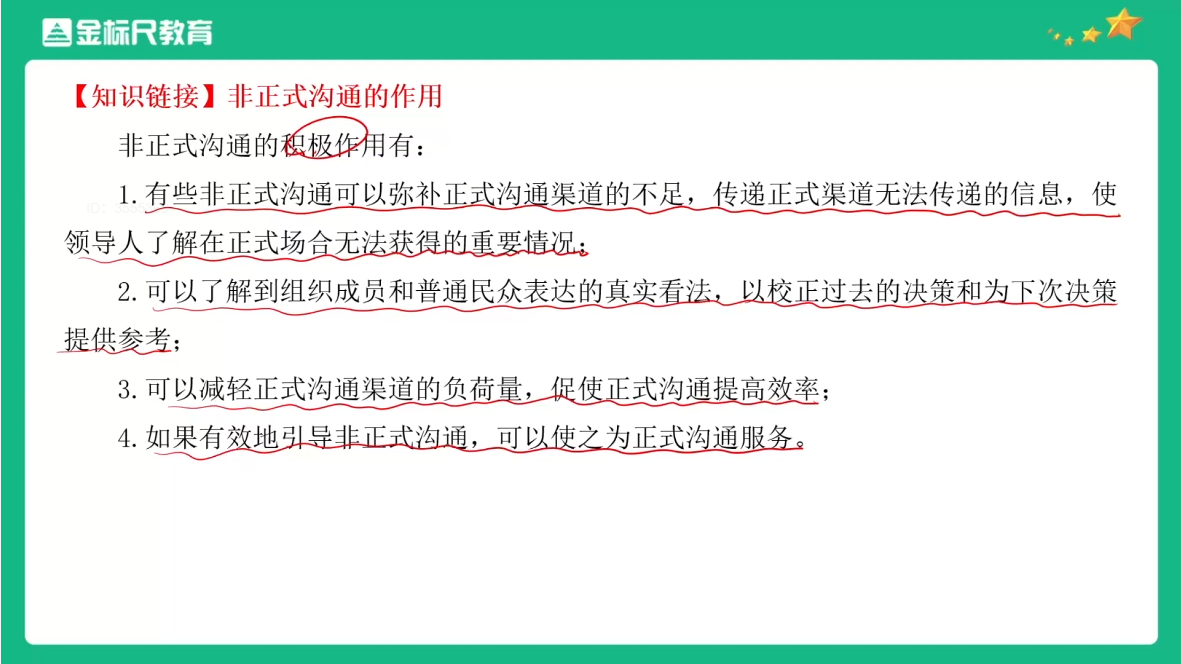 金标尺教育
【知识链接】非正式沟通的作用
非正式沟通的积极作用有：
1.有些非正式沟通可以弥补正式沟通渠道的不足，传递正式渠道无法传递的信息，使
领导人了解在正式场合无法获得的重要情况；
2.可以了解到组织成员和普通民众表达的真实看法，以校正过去的决策和为下次决策
提供参考；
3.可以减轻正式沟通渠道的负荷量，促使正式沟通提高效率；
4.如果有效地引导非正式沟通，可以使之为正式沟通服务。